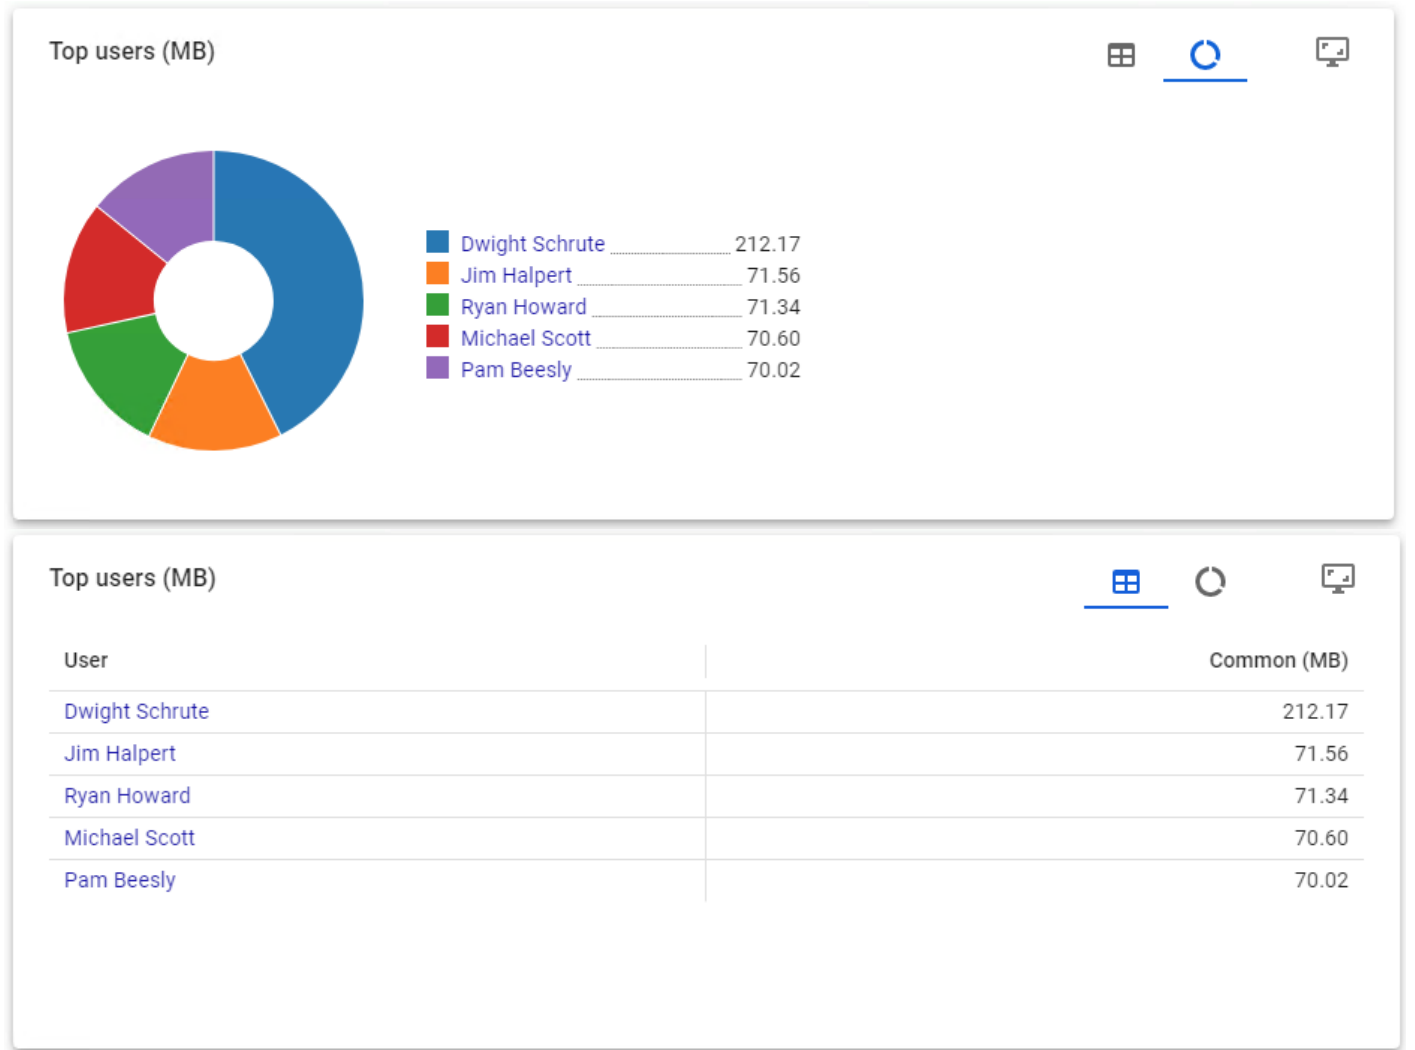 Top users (MB)
Dwight Schrute 212.17
Jim Halpert 71.56
Ryan Howard 71.34
Michael Scott 70.60
Pam Beesly 70.02
Top users (MB)
User Common (MB)
Dwight Schrute 212.17
Jim Halpert 71.56
Ryan Howard 71.34
Michael Scott 70.60
Pam Beesly 70.02